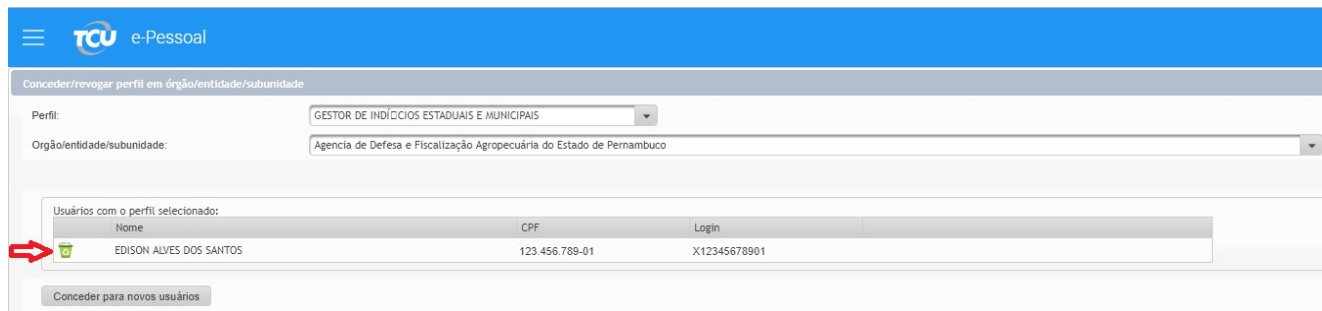 TCU e-Pessoal
Conceder/revogar perfil em órgão/entidade/subunidade
Perfil: GESTOR DE INDÍ□CIOS ESTADUAIS E MUNICIPAIS
Orgão/entidade/subunidade: Agencia de Defesa e Fiscalização Agropecuária do Estado de Pernambuco
Usuários com o perfil selecionado:
Nome CPF Login
EDISON ALVES DOS SANTOS 123.456.789-01 X12345678901
Conceder para novos usuários